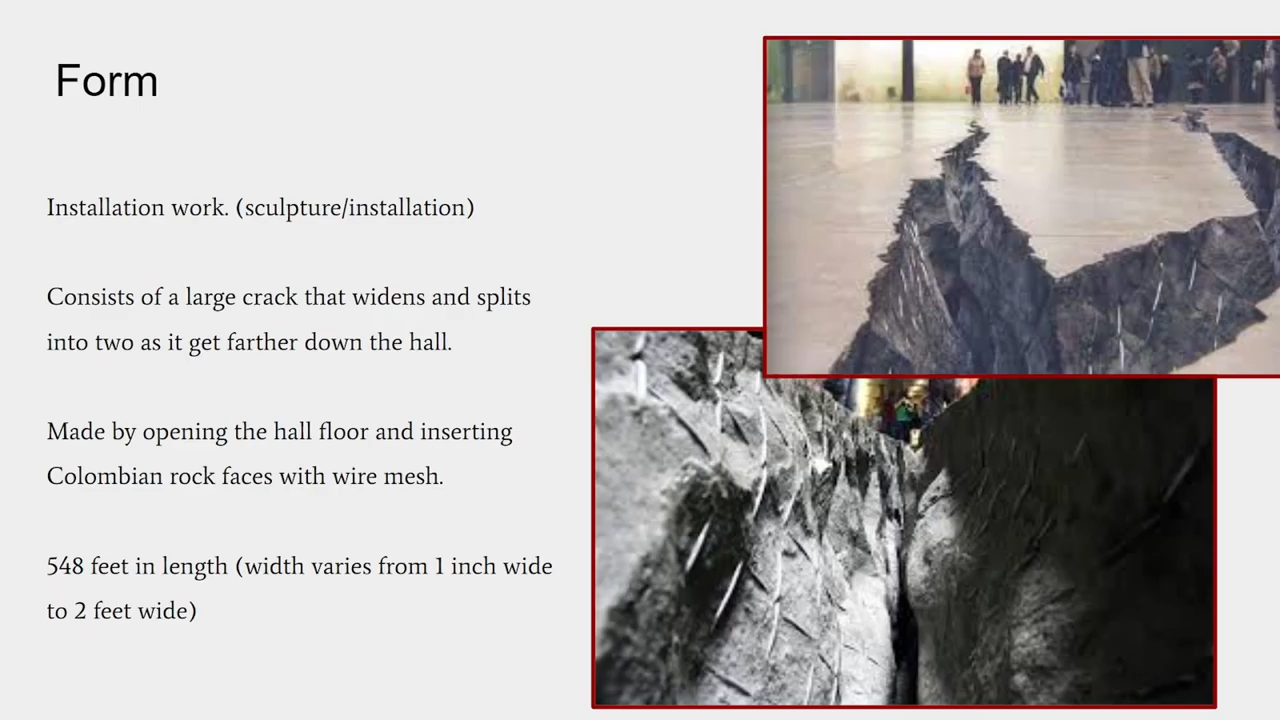 Form
Installation work. (sculpture/installation)
Consists of a large crack that widens and splits
into two as it get farther down the hall.
Made by opening the hall floor and inserting
Colombian rock faces with wire mesh.
548 feet in length (width varies from 1 inch wide
to 2 feet wide)